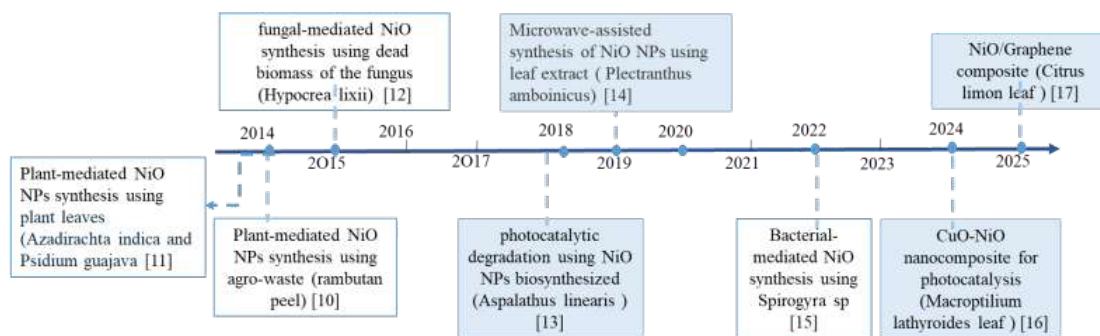 fungal-mediated NiO
synthesis using dead
biomass of the fungus
(Hypocrea lixii) [12]
Microwave-assisted
synthesis of NiO NPs using
leaf extract ( Plectranthus
amboinicus) [14]
NiO/Graphene
composite (Citrus
limon leaf ) [17]
2014
2016
2018
2020
2022
2024
2O15
2O17
2019
2021
2023
2025
Plant-mediated NiO
NPs synthesis using
plant leaves
(Azadirachta indica and
Psidium guajava) [11]
Plant-mediated NiO
NPs synthesis using
agro-waste (rambutan
peel) [10]
photocatalytic
degradation using NiO
NPs biosynthesized
(Aspalathus linearis )
[13]
Bacterial-
mediated NiO
synthesis using
Spirogyra sp
[15]
CuO-NiO
nanocomposite for
photocatalysis
(Macroptilium
lathyroides leaf ) [16]